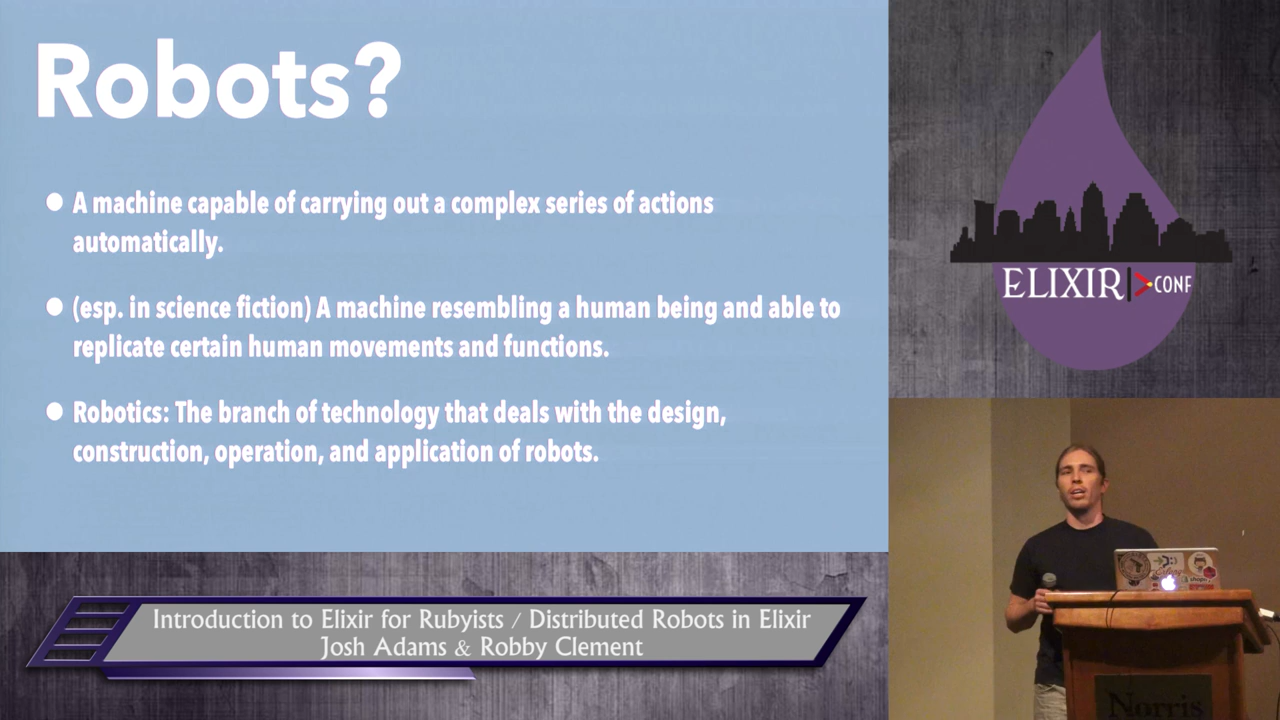 Robots?
● A machine capable of carrying out a complex series of actions
automatically.
● (esp. in science fiction) A machine resembling a human being and able to
replicate certain human movements and functions.
● Robotics: The branch of technology that deals with the design,
construction, operation, and application of robots.
ELIXIR CONF
Introduction to Elixir for Rubyists / Distributed Robots in Elixir
Josh Adams & Robby Clement
Norris